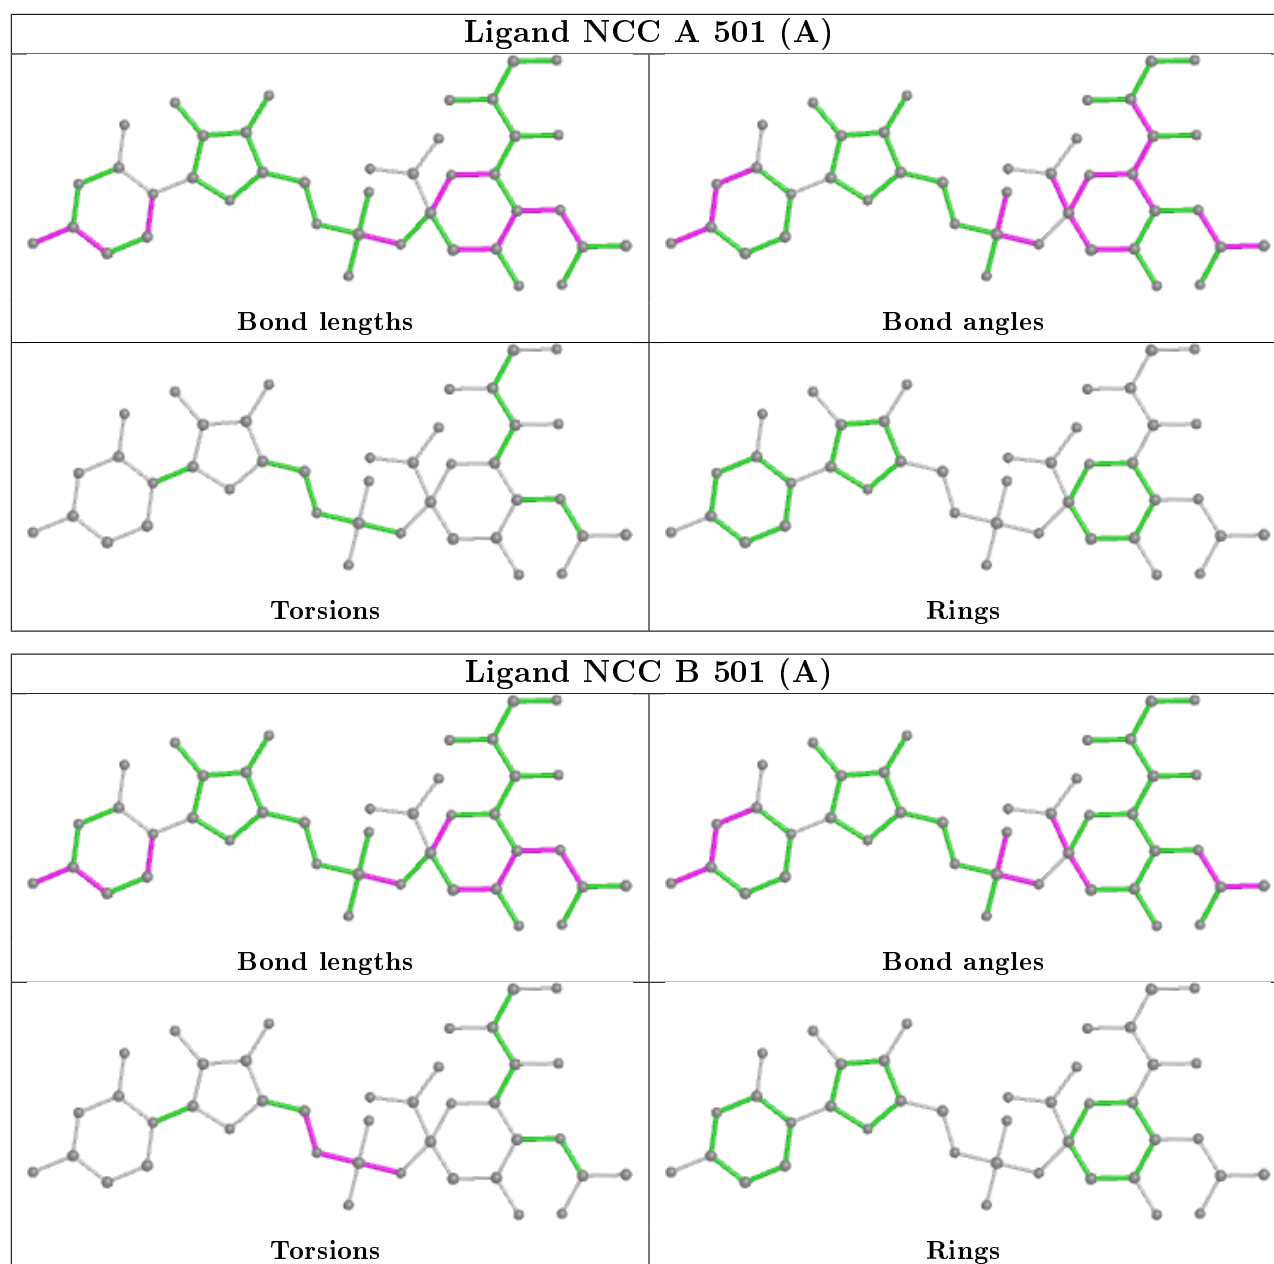 Ligand NCC A 501 (A)
Bond lengths
Bond angles
Torsions
Rings
Ligand NCC B 501 (A)
Bond lengths
Bond angles
Torsions
Rings